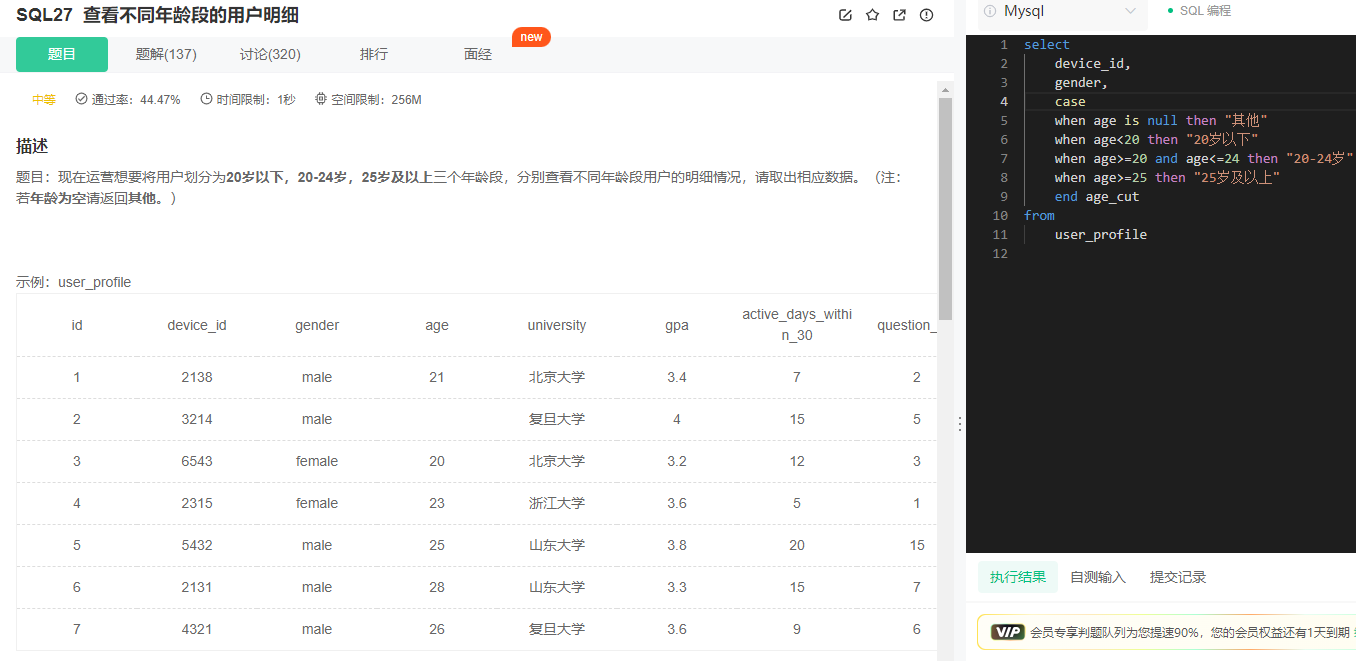 SQL27 查看不同年龄段的用户明细
题目 题解(137) 讨论(320) 排行 面经 new
中等 通过率：44.47% 时间限制：1秒 空间限制：256M
描述
题目：现在运营想要将用户划分为20岁以下，20-24岁，25岁及以上三个年龄段，分别查看不同年龄段用户的明细情况，请取出相应数据。（注：
若年龄为空请返回其他。）
示例：user_profile
id device_id gender age university gpa active_days_withi
n_30 question_
1 2138 male 21 北京大学 3.4 7 2
2 3214 male 复旦大学 4 15 5
3 6543 female 20 北京大学 3.2 12 3
4 2315 female 23 浙江大学 3.6 5 1
5 5432 male 25 山东大学 3.8 20 15
6 2131 male 28 山东大学 3.3 15 7
7 4321 male 26 复旦大学 3.6 9 6
Mysql SQL 编程
1 select
2 device_id,
3 gender,
4 case
5 when age is null then "其他"
6 when age<20 then "20岁以下"
7 when age>=20 and age<=24 then "20-24岁"
8 when age>=25 then "25岁及以上"
9 end age_cut
10 from
11 user_profile
12
执行结果 自测输入 提交记录
VIP 会员专享判题队列为您提速90%，您的会员权益还有1天到期